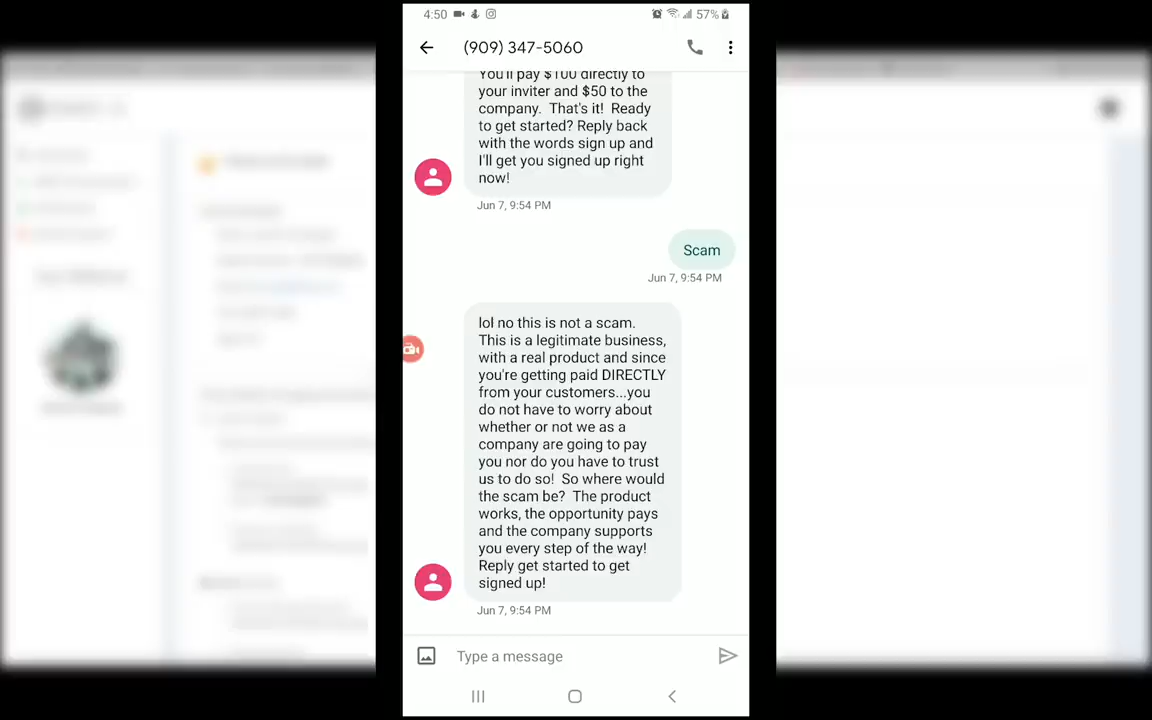 4:50
57%
(909) 347-5060
You'll pay $100 directly to
your inviter and $50 to the
company. That's it! Ready
to get started? Reply back
with the words sign up and
I'll get you signed up right
now!
Jun 7, 9:54 PM
Scam
Jun 7, 9:54 PM
lol no this is not a scam.
This is a legitimate business,
with a real product and since
you're getting paid DIRECTLY
from your customers...you
do not have to worry about
whether or not we as a
company are going to pay
you nor do you have to trust
us to do so! So where would
the scam be? The product
works, the opportunity pays
and the company supports
you every step of the way!
Reply get started to get
signed up!
Jun 7, 9:54 PM
Type a message